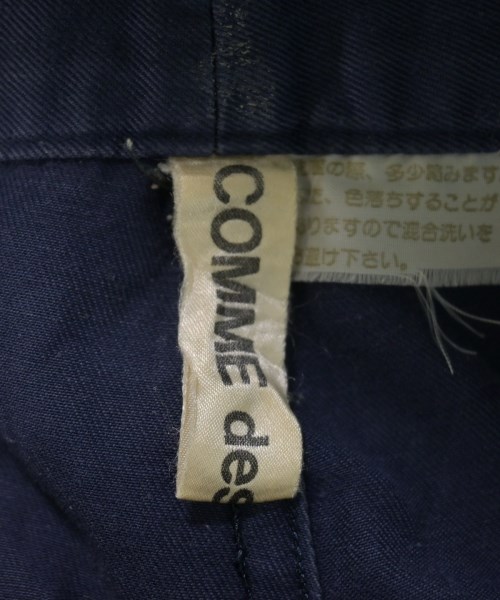 COMME des
の際、多少縮みます
た、色落ちすることが
りますので混合洗いを
避け下さい。